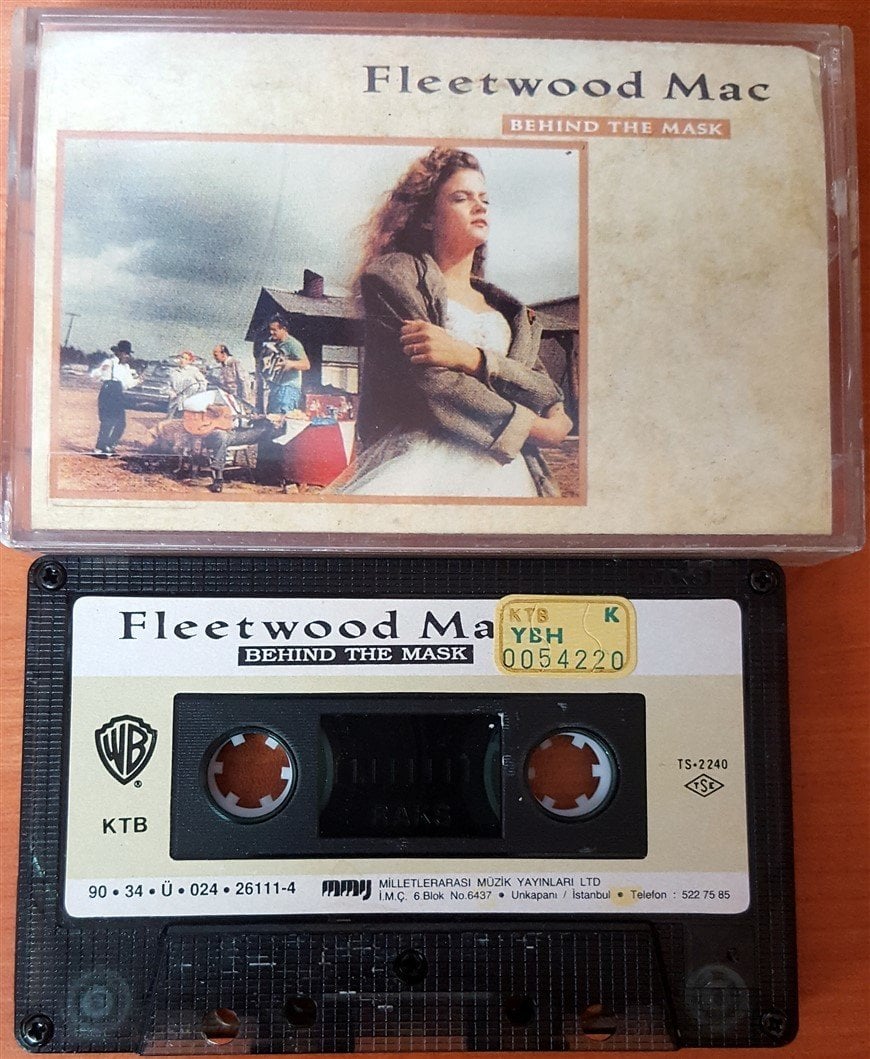 Fleetwood Mac
BEHIND THE MASK
Fleetwood Ma
BEHIND THE MASK
KTB K
YBH
0054220
WB
KTB
TS•2240
TSE
RAKS
90 • 34 • Ü • 024 • 26111-4
mmy MİLLETLERARASI MÜZİK YAYINLARI LTD
İ.M.Ç. 6.Blok No.6437 • Unkapanı / İstanbul • Telefon : 522 75 85